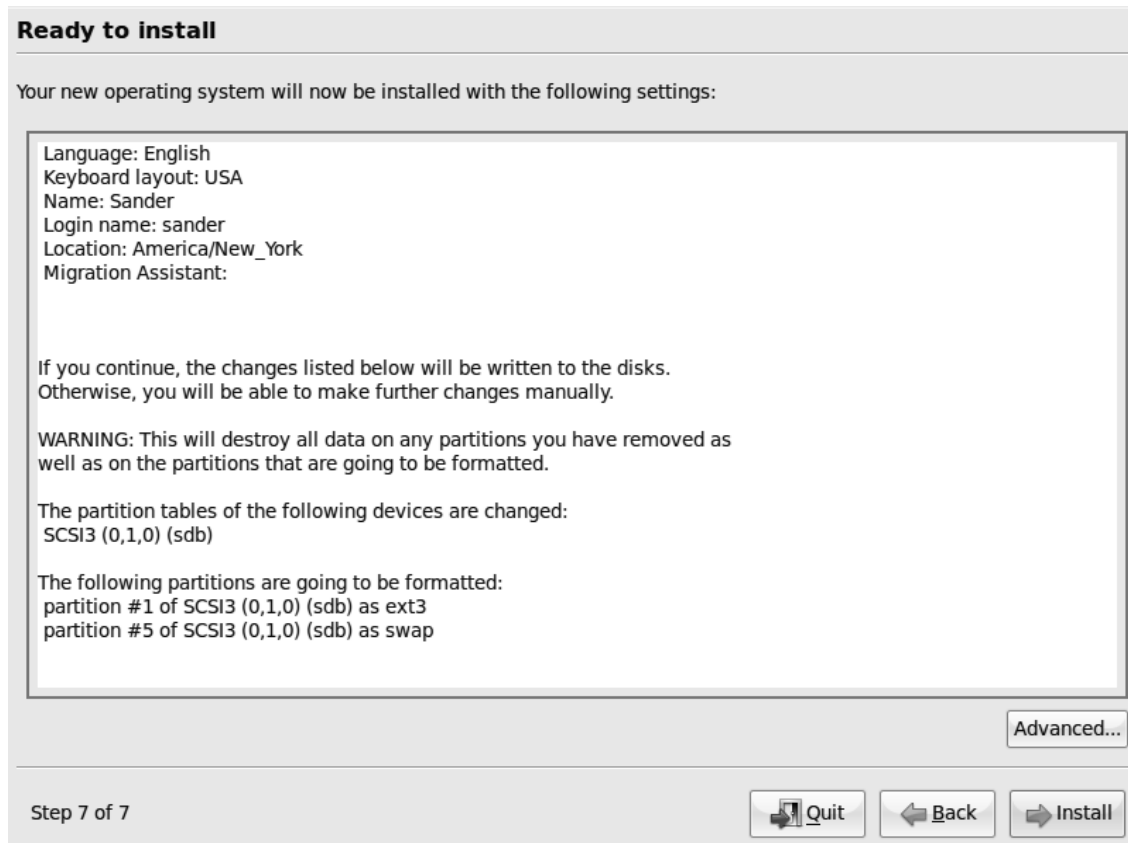 Ready to install
Your new operating system will now be installed with the following settings:
Language: English
Keyboard layout: USA
Name: Sander
Login name: sander
Location: America/New_York
Migration Assistant:
If you continue, the changes listed below will be written to the disks.
Otherwise, you will be able to make further changes manually.
WARNING: This will destroy all data on any partitions you have removed as
well as on the partitions that are going to be formatted.
The partition tables of the following devices are changed:
SCSI3 (0,1,0) (sdb)
The following partitions are going to be formatted:
partition #1 of SCSI3 (0,1,0) (sdb) as ext3
partition #5 of SCSI3 (0,1,0) (sdb) as swap
Advanced...
Step 7 of 7
Quit
Back
Install